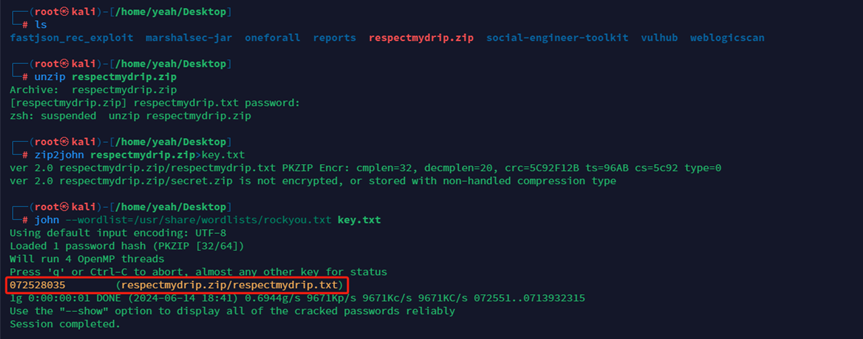 ┌──(root㉿kali)-[/home/yeah/Desktop]
└─# ls
fastjson_rec_exploit marshalsec-jar oneforall reports respectmydrip.zip social-engineer-toolkit vulhub weblogicscan
┌──(root㉿kali)-[/home/yeah/Desktop]
└─# unzip respectmydrip.zip
Archive:  respectmydrip.zip
[respectmydrip.zip] respectmydrip.txt password:
zsh: suspended  unzip respectmydrip.zip
┌──(root㉿kali)-[/home/yeah/Desktop]
└─# zip2john respectmydrip.zip>key.txt
ver 2.0 respectmydrip.zip/respectmydrip.txt PKZIP Encr: cmplen=32, decmplen=20, crc=5C92F12B ts=96AB cs=5c92 type=0
ver 2.0 respectmydrip.zip/secret.zip is not encrypted, or stored with non-handled compression type
┌──(root㉿kali)-[/home/yeah/Desktop]
└─# john --wordlist=/usr/share/wordlists/rockyou.txt key.txt
Using default input encoding: UTF-8
Loaded 1 password hash (PKZIP [32/64])
Will run 4 OpenMP threads
Press 'q' or Ctrl-C to abort, almost any other key for status
072528035        (respectmydrip.zip/respectmydrip.txt)
1g 0:00:00:01 DONE (2024-06-14 18:41) 0.6944g/s 9671Kp/s 9671Kc/s 9671KC/s 072551..0713932315
Use the "--show" option to display all of the cracked passwords reliably
Session completed.